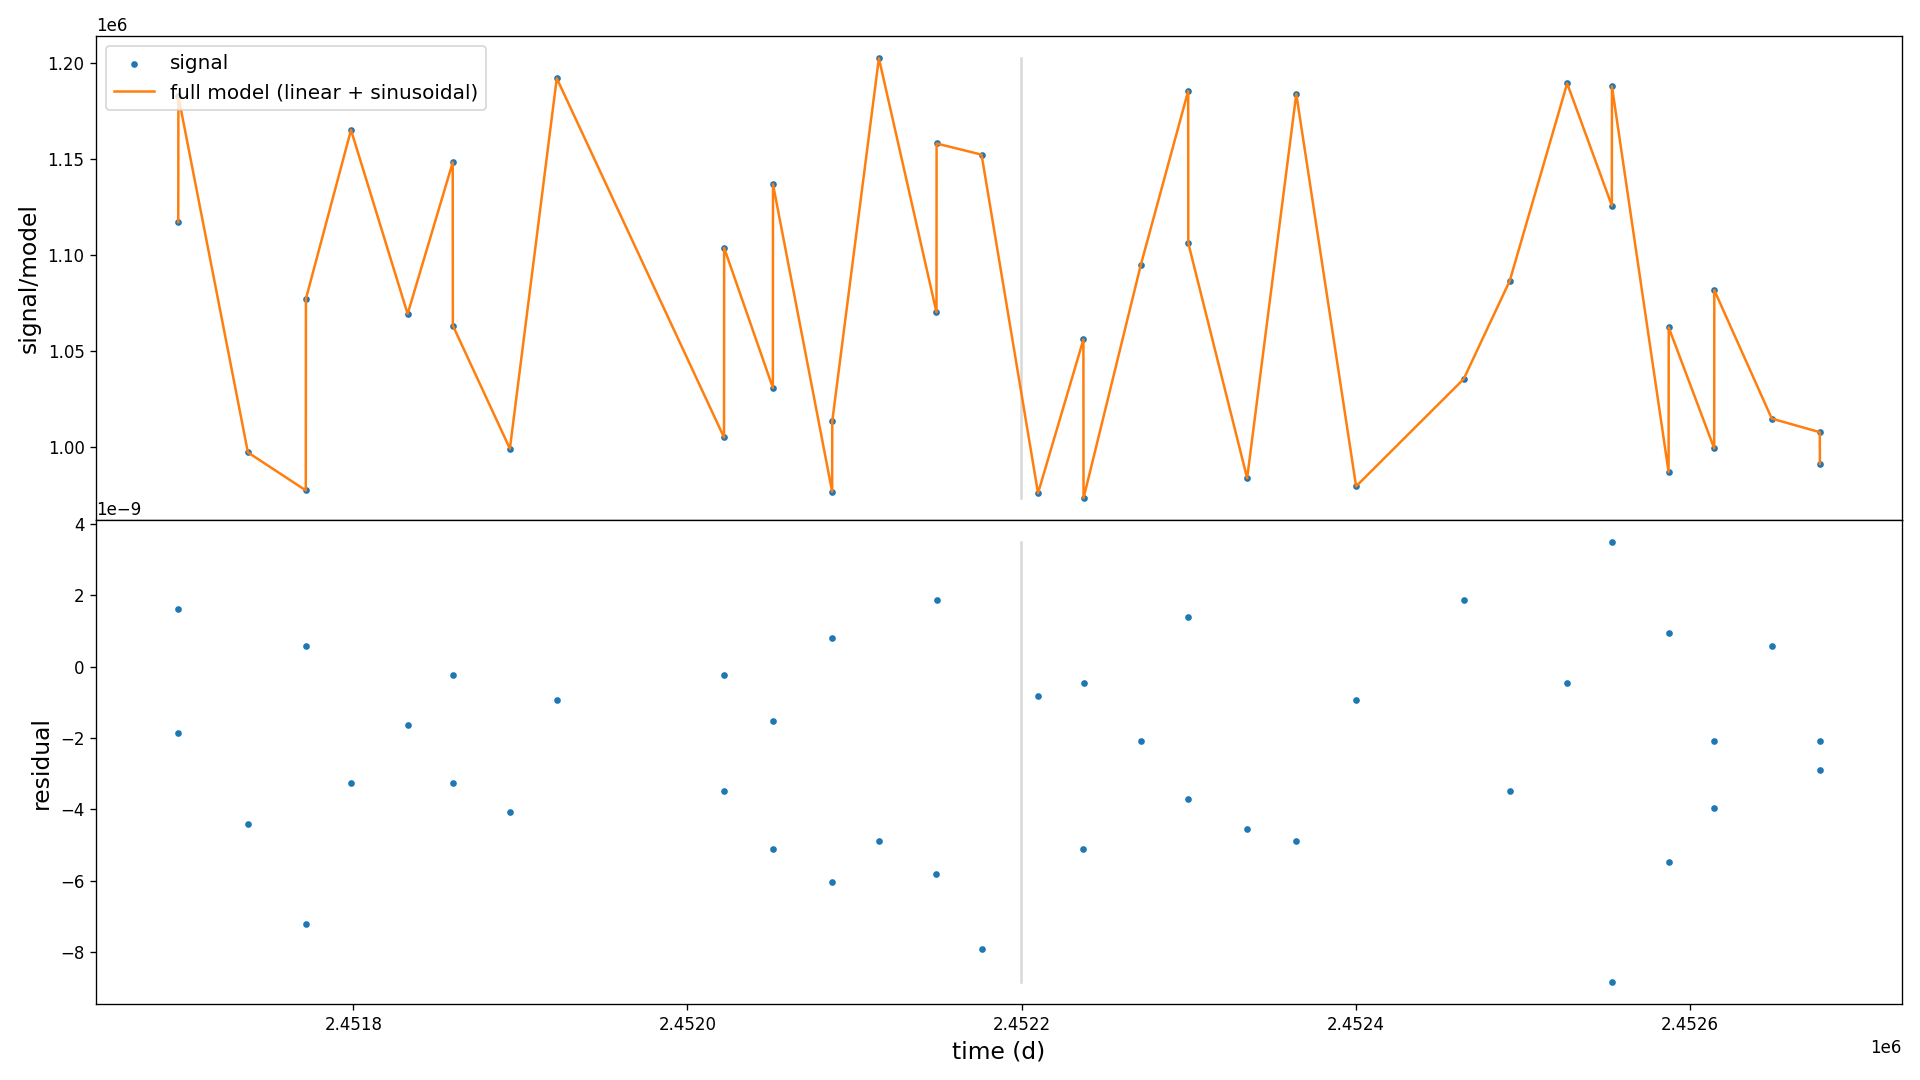 1e6
signal
full model (linear + sinusoidal)
1.20
1.15
1.10
1.05
1.00
signal/model
1e−9
4
2
0
−2
−4
−6
−8
residual
2.4518
2.4520
2.4522
2.4524
2.4526
time (d)
1e6